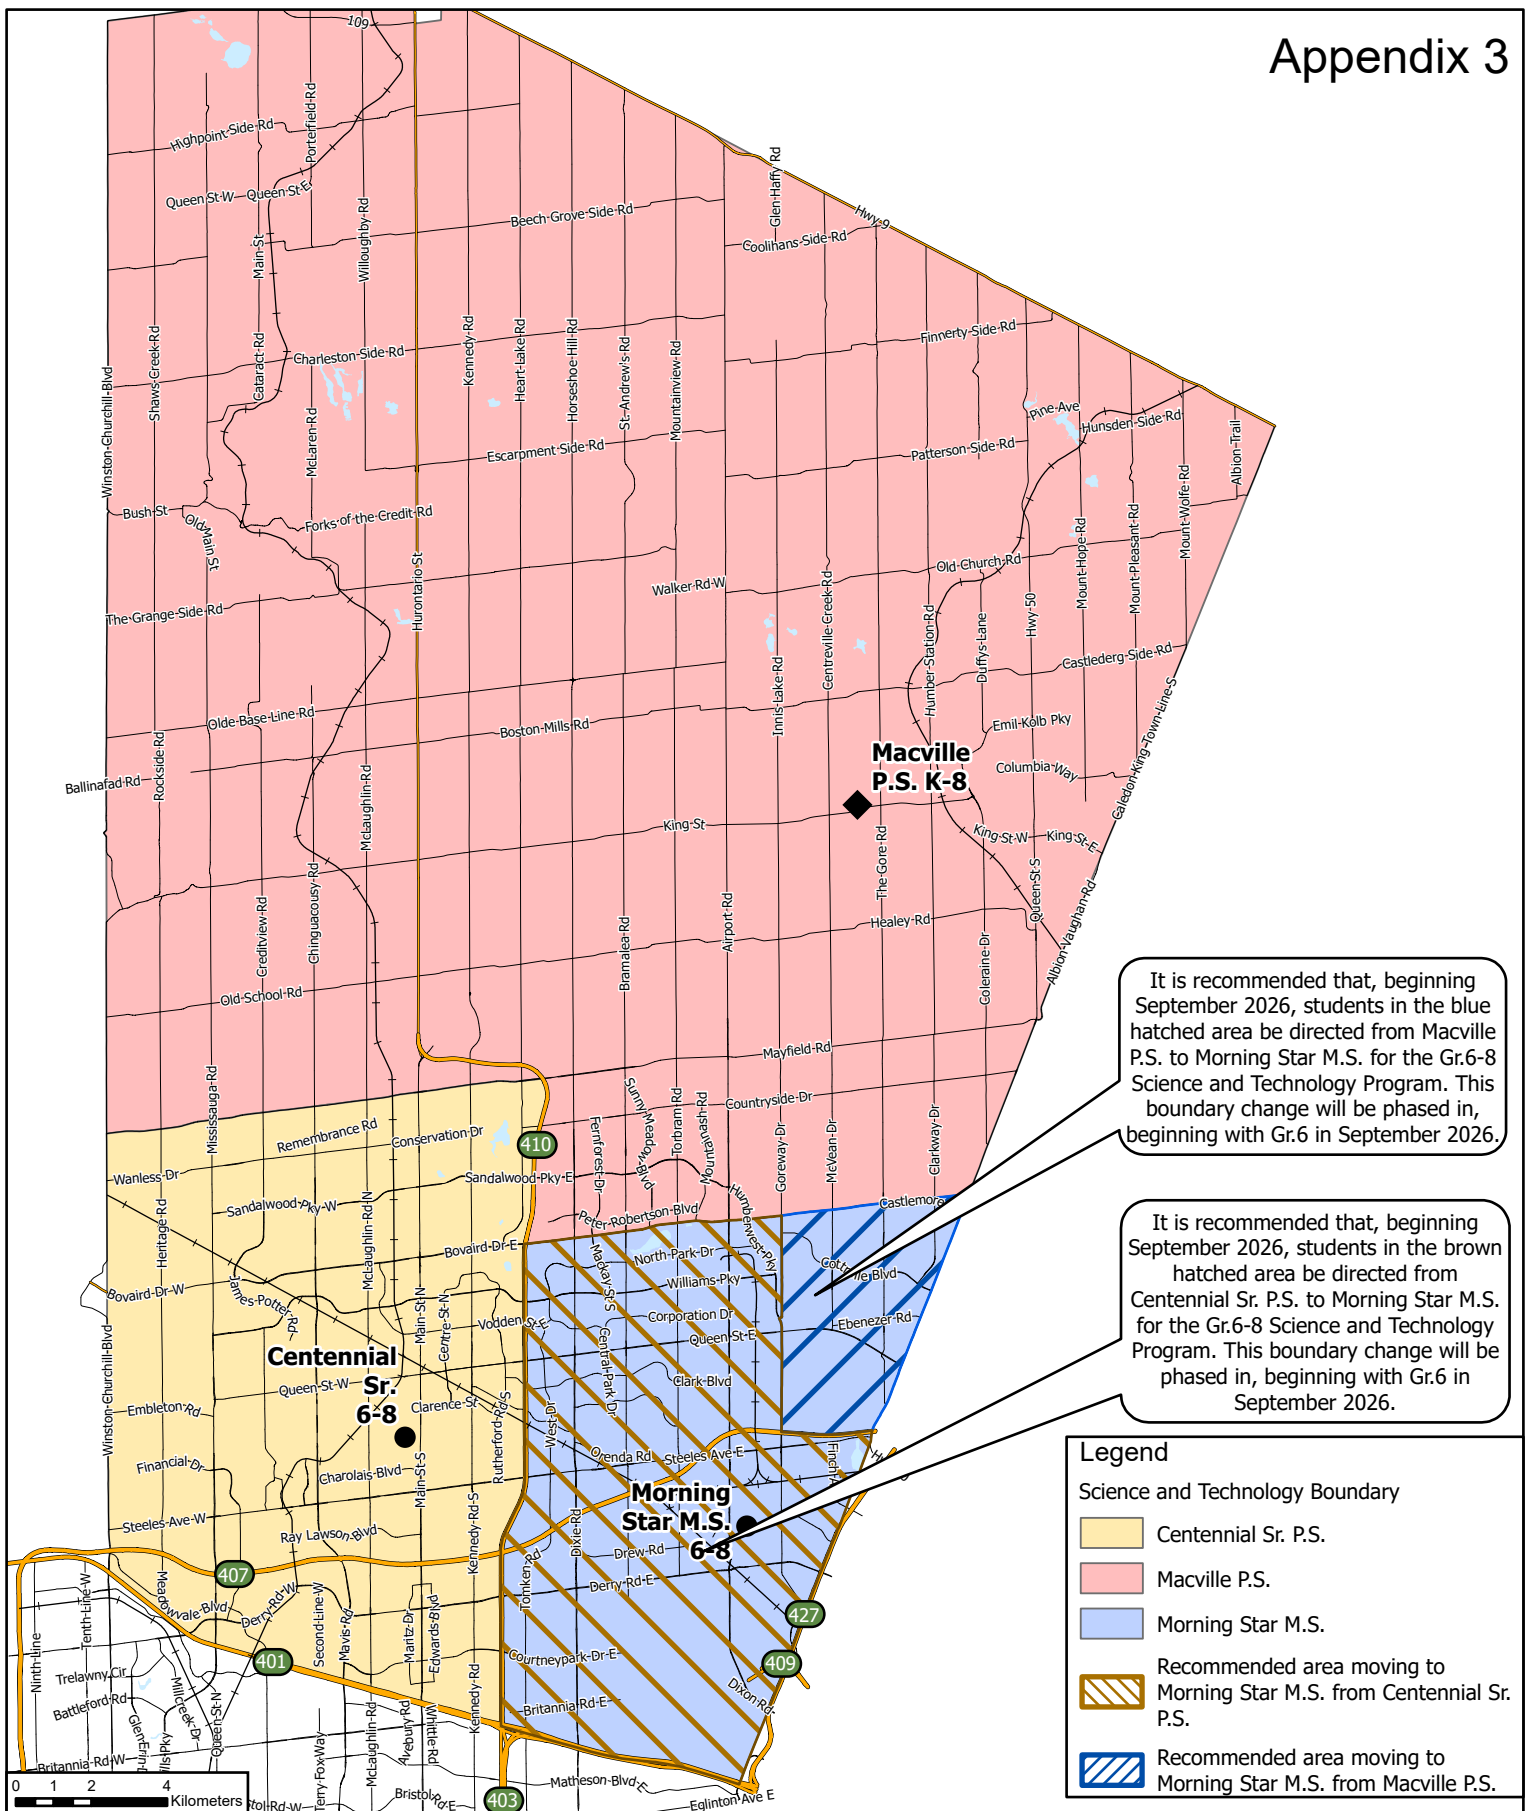 Appendix 3
109
Highpoint Side Rd
Porterfield Rd
Queen St W
Queen St E
Main St
Willoughby Rd
Beech Grove Side Rd
Glen Haffy Rd
Coolihans Side Rd
Hwy 9
Winston Churchill Blvd
Shaws Creek Rd
Cataract Rd
Charleston Side Rd
McLaren Rd
Kennedy Rd
Heart Lake Rd
Horseshoe Hill Rd
St. Andrew's Rd
Mountainview Rd
Finnerty Side Rd
Pine Ave
Hunsden Side Rd
Albion Trail
Escarpment Side Rd
Patterson Side Rd
Bush St
Old Main St
Forks of the Credit Rd
Hurontario St
Mount Hope Rd
Mount Pleasant Rd
Mount Wolfe Rd
Old Church Rd
Walker Rd W
Centreville Creek Rd
The Grange Side Rd
Humber Station Rd
Duffys Lane
Hwy 50
Castlederg Side Rd
Innis Lake Rd
Olde Base Line Rd
Boston Mills Rd
Emil Kolb Pky
Columbia Way
Caledon King Town Line S
Macville
P.S. K-8
Ballinafad Rd
Rockside Rd
McLaughlin Rd
King St
King St W
King St E
The Gore Rd
Queen St S
Chinguacousy Rd
Creditview Rd
Airport Rd
Bramalea Rd
Healey Rd
Albion Vaughan Rd
Coleraine Dr
Old School Rd
Mayfield Rd
It is recommended that, beginning
September 2026, students in the blue
hatched area be directed from Macville
P.S. to Morning Star M.S. for the Gr.6-8
Science and Technology Program. This
boundary change will be phased in,
beginning with Gr.6 in September 2026.
Mississauga Rd
Remembrance Rd
Conservation Dr
410
Fernforest Dr
Sunny Meadow Blvd
Torbram Rd
Mountainash Rd
Countryside Dr
Goreway Dr
McVean Dr
Clarkway Dr
Wanless Dr
Sandalwood Pky E
Sandalwood Pky W
Heritage Rd
McLaughlin Rd N
Peter Robertson Blvd
Humberwest Pky
Castlemore
Bovaird Dr E
Bovaird Dr W
James Potter Rd
Mackay St S
North Park Dr
Williams Pky
Corporation Dr
Queen St E
Cottrelle Blvd
Ebenezer Rd
It is recommended that, beginning
September 2026, students in the brown
hatched area be directed from
Centennial Sr. P.S. to Morning Star M.S.
for the Gr.6-8 Science and Technology
Program. This boundary change will be
phased in, beginning with Gr.6 in
September 2026.
Main St N
Centre St N
Vodden St E
Central Park Dr
Clark Blvd
Winston Churchill Blvd
Centennial
Sr.
6-8
Queen St W
Clarence St
Rutherford Rd S
West Dr
Embleton Rd
Financial Dr
Charolais Blvd
Main St S
Orenda Rd
Steeles Ave E
Morning
Star M.S.
6-8
Steeles Ave W
Ray Lawson Blvd
Kennedy Rd S
Dixie Rd
Tomken Rd
Drew Rd
Derry Rd E
407
Tenth Line W
Meadowvale Blvd
Derry Rd W
Second Line W
Mavis Rd
Maritz Dr
Edwards Blvd
427
409
401
Ninth Line
Trelawny Cir
Battleford Rd
Millcreek Dr
Queen St N
Courtneypark Dr E
Dixon Rd
Kennedy Rd
Britannia Rd E
McLaughlin Rd
Avebury Rd
Whittle Rd
Terry Fox Way
Britannia Rd W
Matheson Blvd E
Bristol Rd E
403
Eglinton Ave E
0 1 2 4
Kilometers
Legend
Science and Technology Boundary
Centennial Sr. P.S.
Macville P.S.
Morning Star M.S.
Recommended area moving to
Morning Star M.S. from Centennial Sr.
P.S.
Recommended area moving to
Morning Star M.S. from Macville P.S.